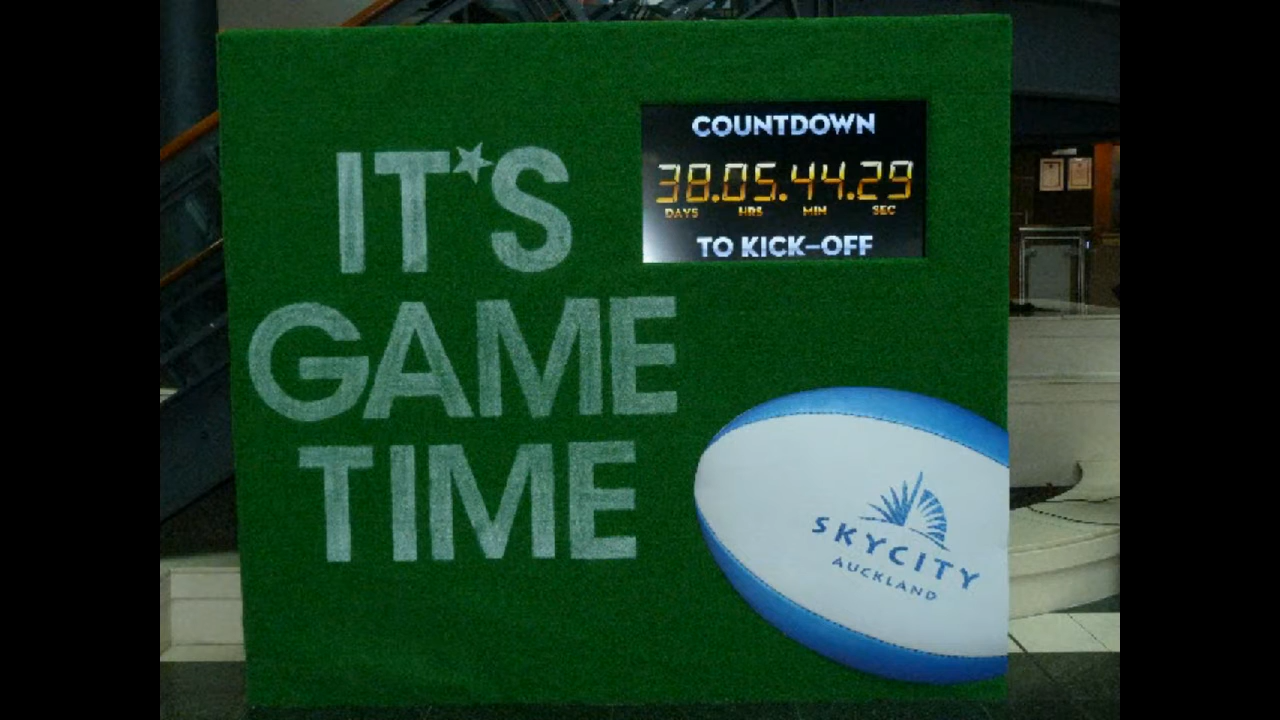 IT'S
GAME
TIME
COUNTDOWN
38.05.44.29
DAYS HRS MIN SEC
TO KICK-OFF
SKYCITY
AUCKLAND